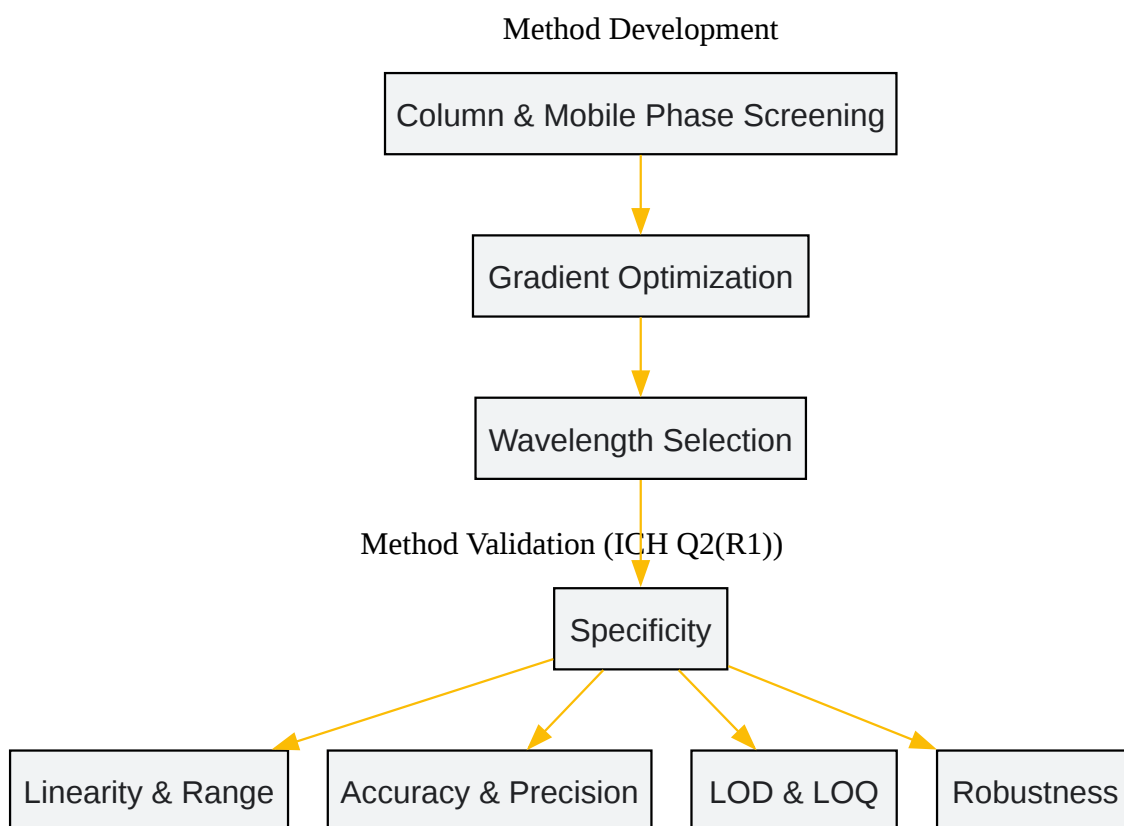 Method Development
Column & Mobile Phase Screening
Gradient Optimization
Wavelength Selection
Method Validation (ICH Q2(R1))
Specificity
Linearity & Range
Accuracy & Precision
LOD & LOQ
Robustness